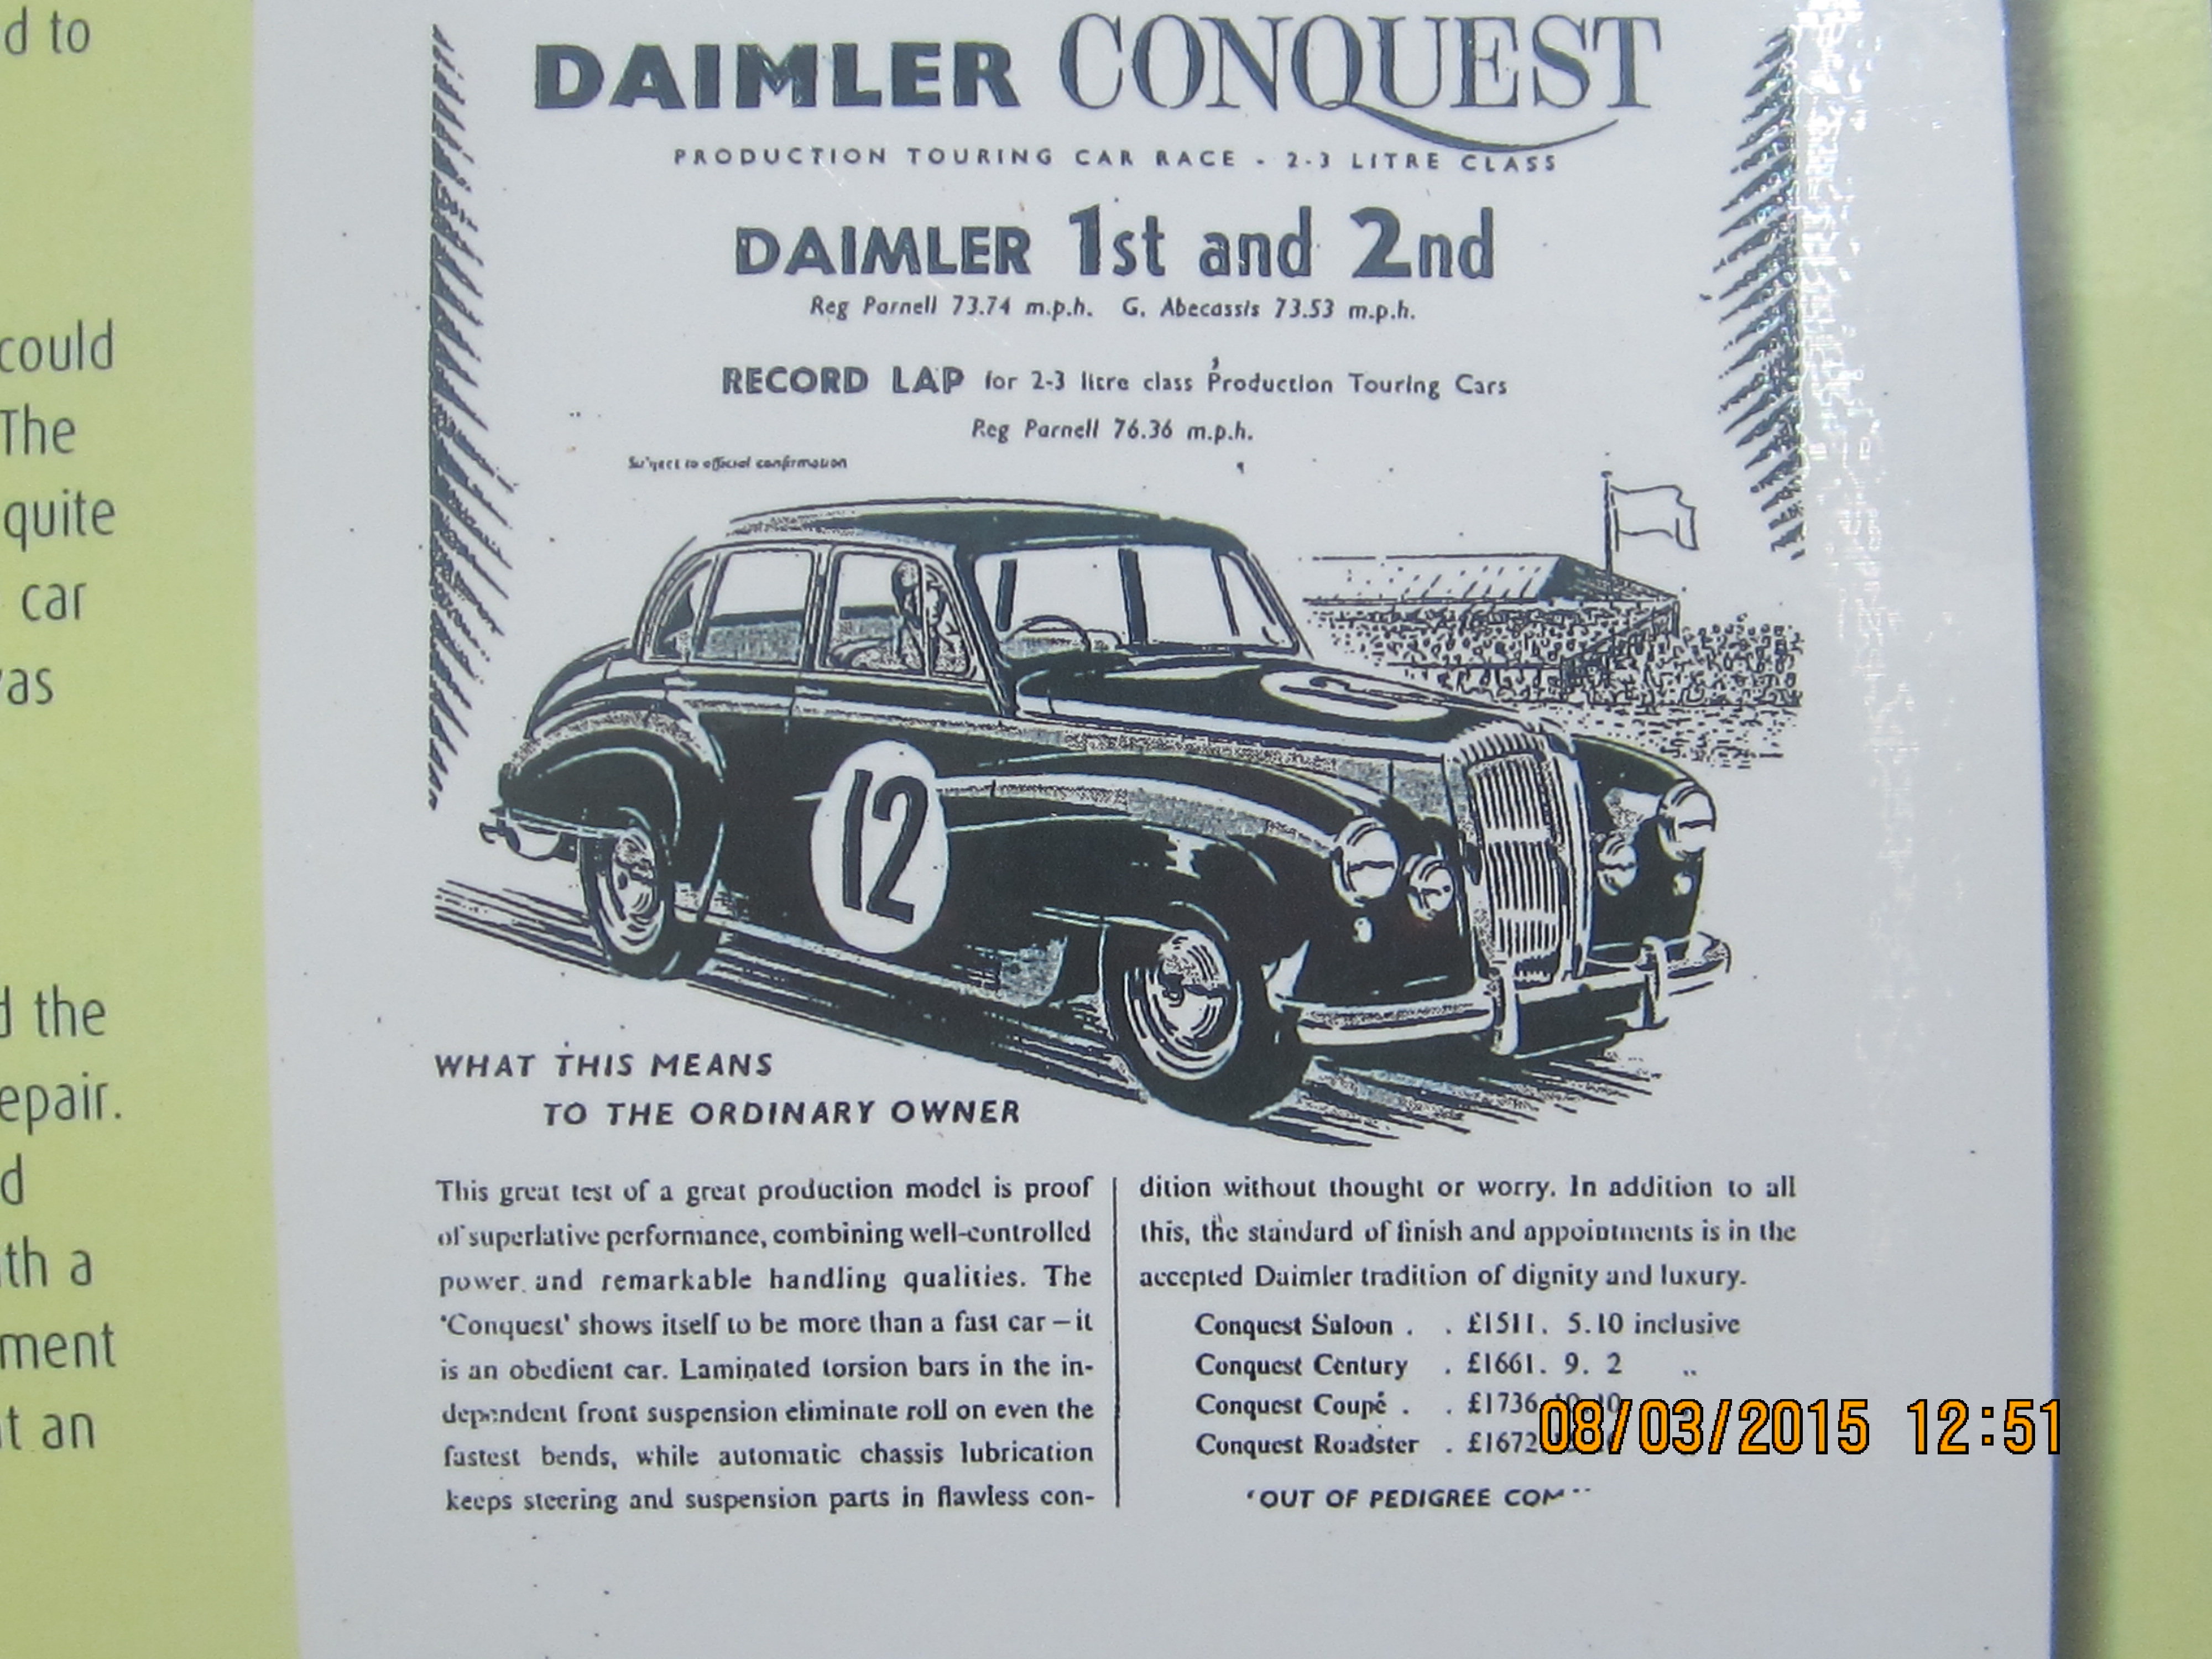 d to
could
The
quite
car
as
d the
epair.
d
th a
ment
t an
DAIMLER CONQUEST
PRODUCTION TOURING CAR RACE - 2-3 LITRE CLASS
DAIMLER 1st and 2nd
Reg Parnell 73.74 m.p.h. G. Abecassis 73.53 m.p.h.
RECORD LAP for 2-3 litre class Production Touring Cars
Reg Parnell 76.36 m.p.h.
Subject to official confirmation
12
WHAT THIS MEANS
TO THE ORDINARY OWNER
This great test of a great production model is proof
of superlative performance, combining well-controlled
power and remarkable handling qualities. The
'Conquest' shows itself to be more than a fast car – it
is an obedient car. Laminated torsion bars in the in-
dependent front suspension eliminate roll on even the
fastest bends, while automatic chassis lubrication
keeps steering and suspension parts in flawless con-
dition without thought or worry. In addition to all
this, the standard of finish and appointments is in the
accepted Daimler tradition of dignity and luxury.
Conquest Saloon . . £1511. 5.10 inclusive
Conquest Century . £1661. 9. 2 ,,
Conquest Coupé . . £1736
Conquest Roadster . £1672
'OUT OF PEDIGREE COM
08/03/2015 12:51